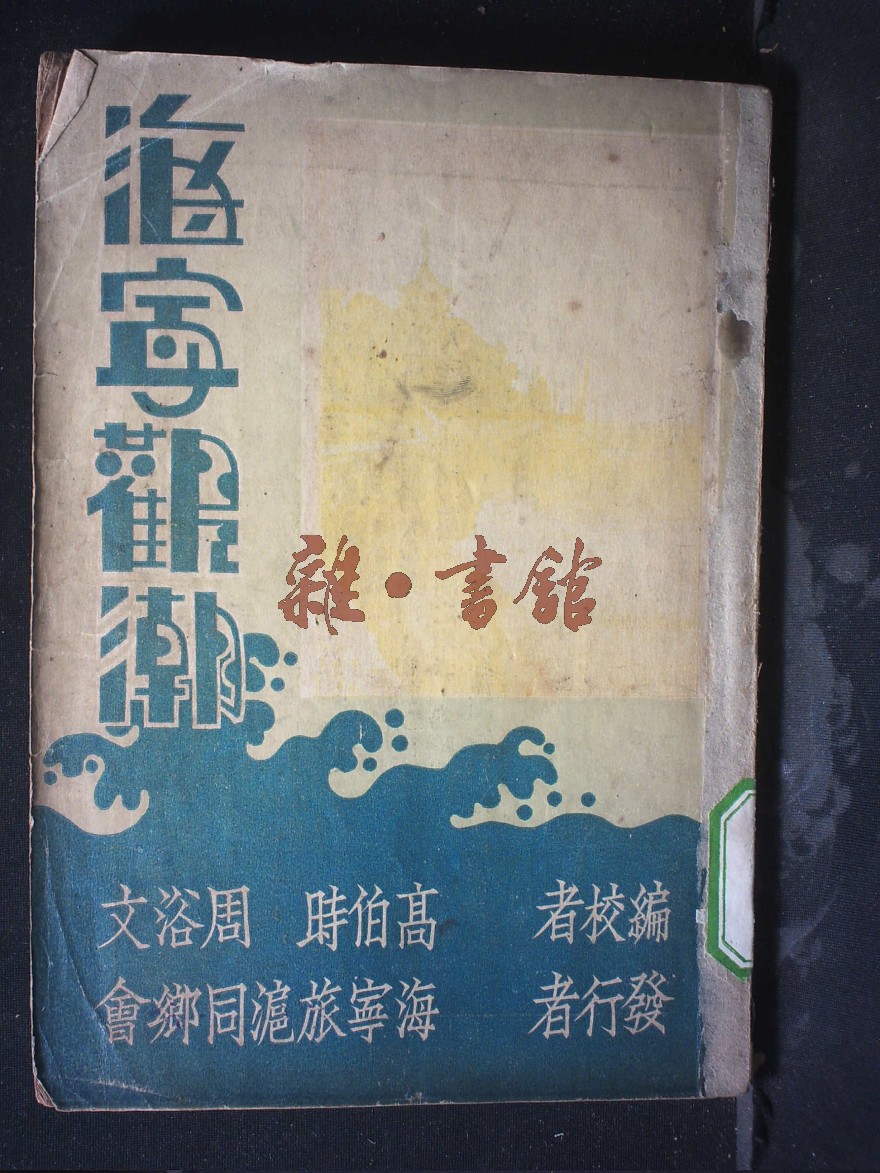 海寧觀潮
雜·書館
編校者 高伯時 周浴文
發行者 海寧旅滬同鄉會